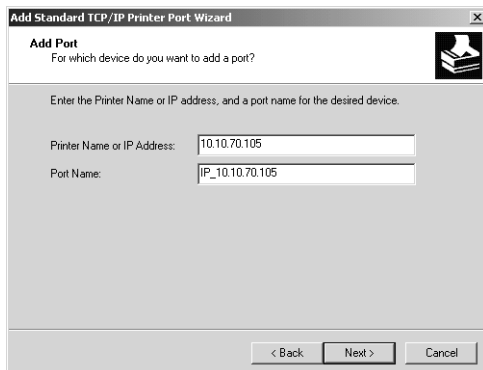 Add Standard TCP/IP Printer Port Wizard
Add Port
For which device do you want to add a port?
Enter the Printer Name or IP address, and a port name for the desired device.
Printer Name or IP Address: 10.10.70.105
Port Name: IP_10.10.70.105
< Back Next > Cancel